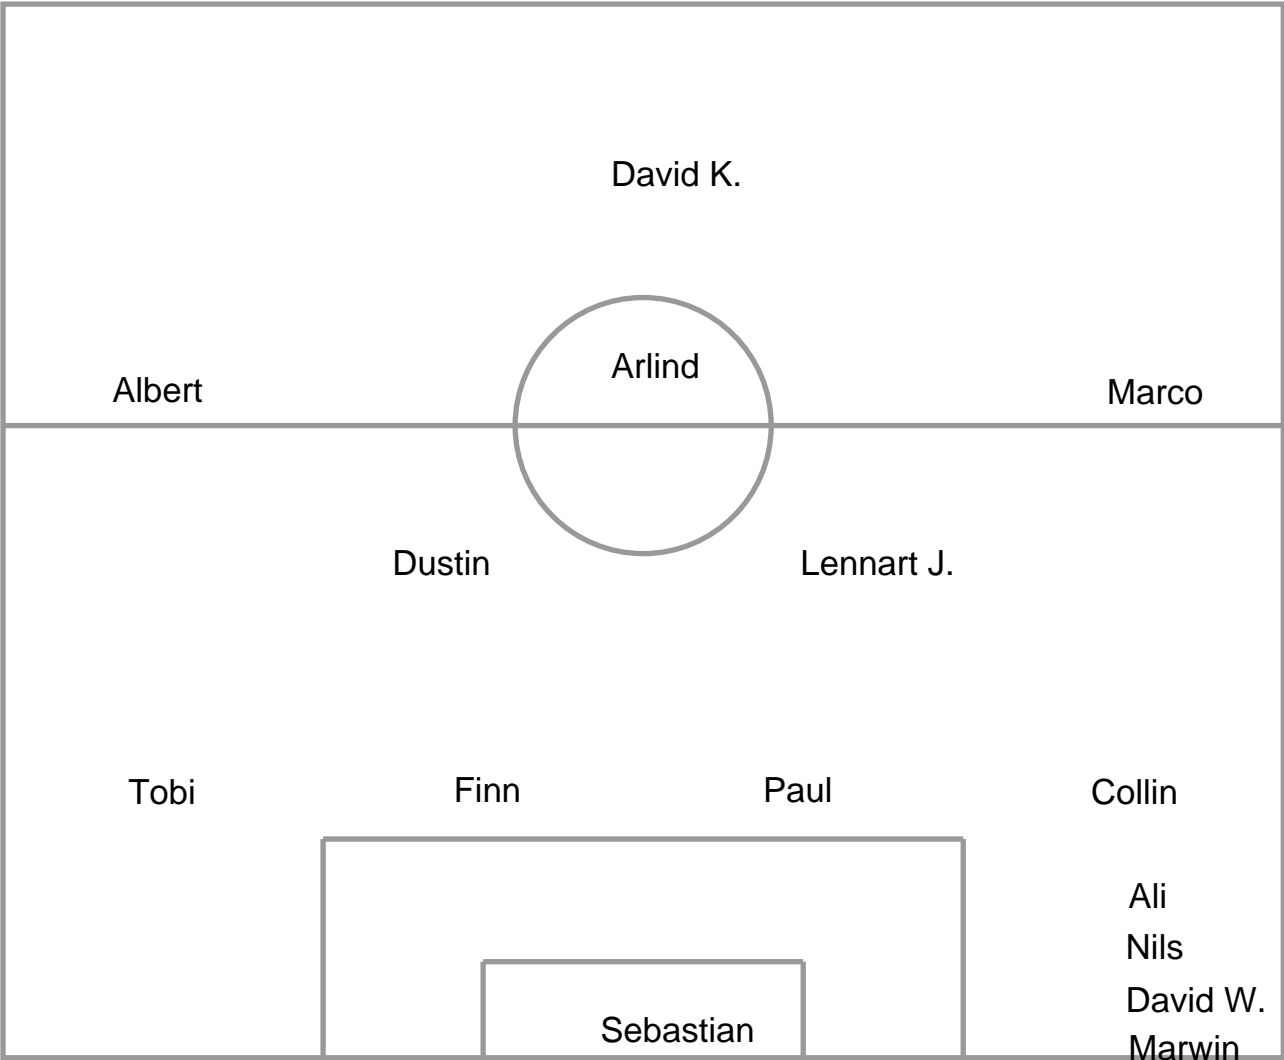 David K.
Arlind
Albert
Marco
Dustin
Lennart J.
Tobi
Finn
Paul
Collin
Ali
Nils
David W.
Sebastian
Marwin